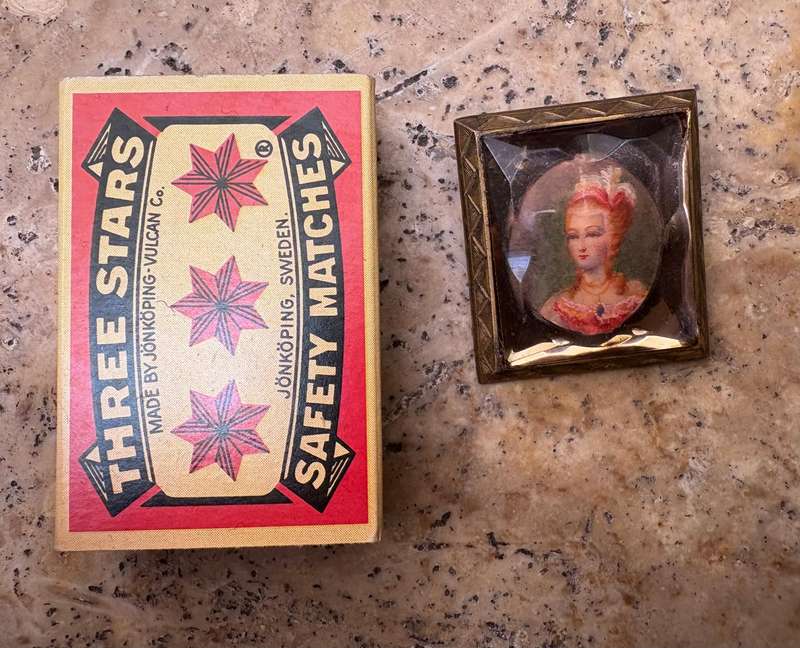 THREE STARS
MADE BY JÖNKÖPING-VULCAN Co.
®
JÖNKÖPING, SWEDEN.
SAFETY MATCHES